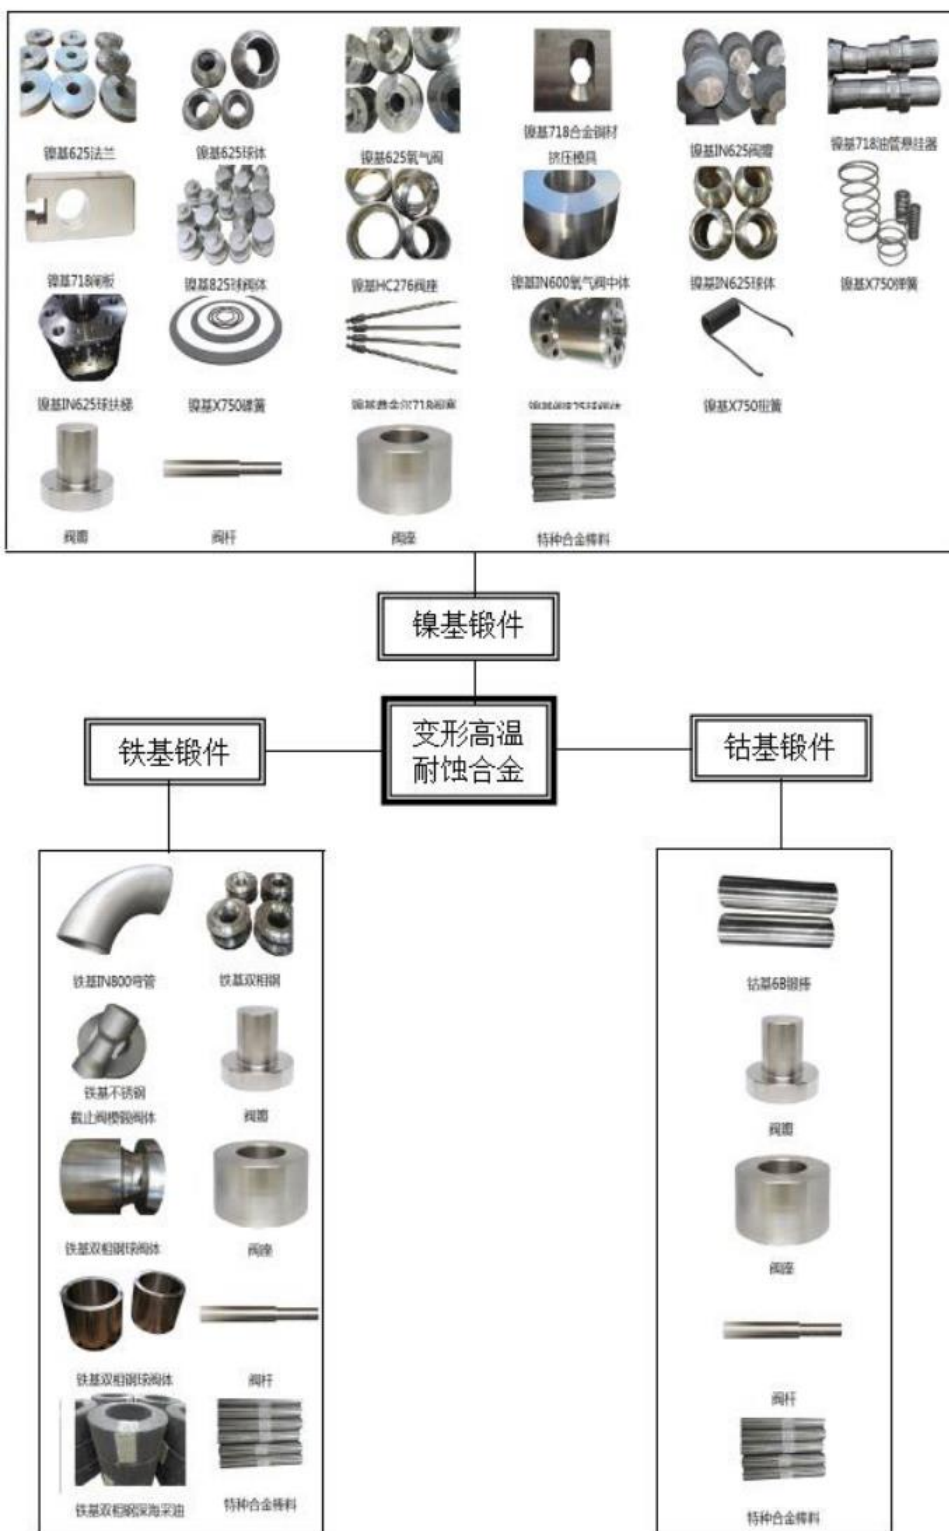 镍基625法兰
镍基625球体
镍基625氧气阀
镍基718合金铜材
挤压模具
镍基IN625阀瓣
镍基718油管悬挂器
镍基718闸板
镍基825球阀体
镍基HC276阀座
镍基IN600氧气阀中体
镍基IN625球体
镍基X750弹簧
镍基IN625球扶梯
镍基X750碟簧
镍基X750扭簧
阀瓣
阀杆
阀座
特种合金棒料
镍基锻件
变形高温
耐蚀合金
铁基锻件
钴基锻件
铁基IN800弯管
铁基双相钢
铁基不锈钢
截止阀模锻阀体
阀瓣
铁基双相钢球阀体
阀座
铁基双相钢球阀体
阀杆
铁基双相钢深海采油
特种合金棒料
钴基6B锻棒
阀瓣
阀座
阀杆
特种合金棒料